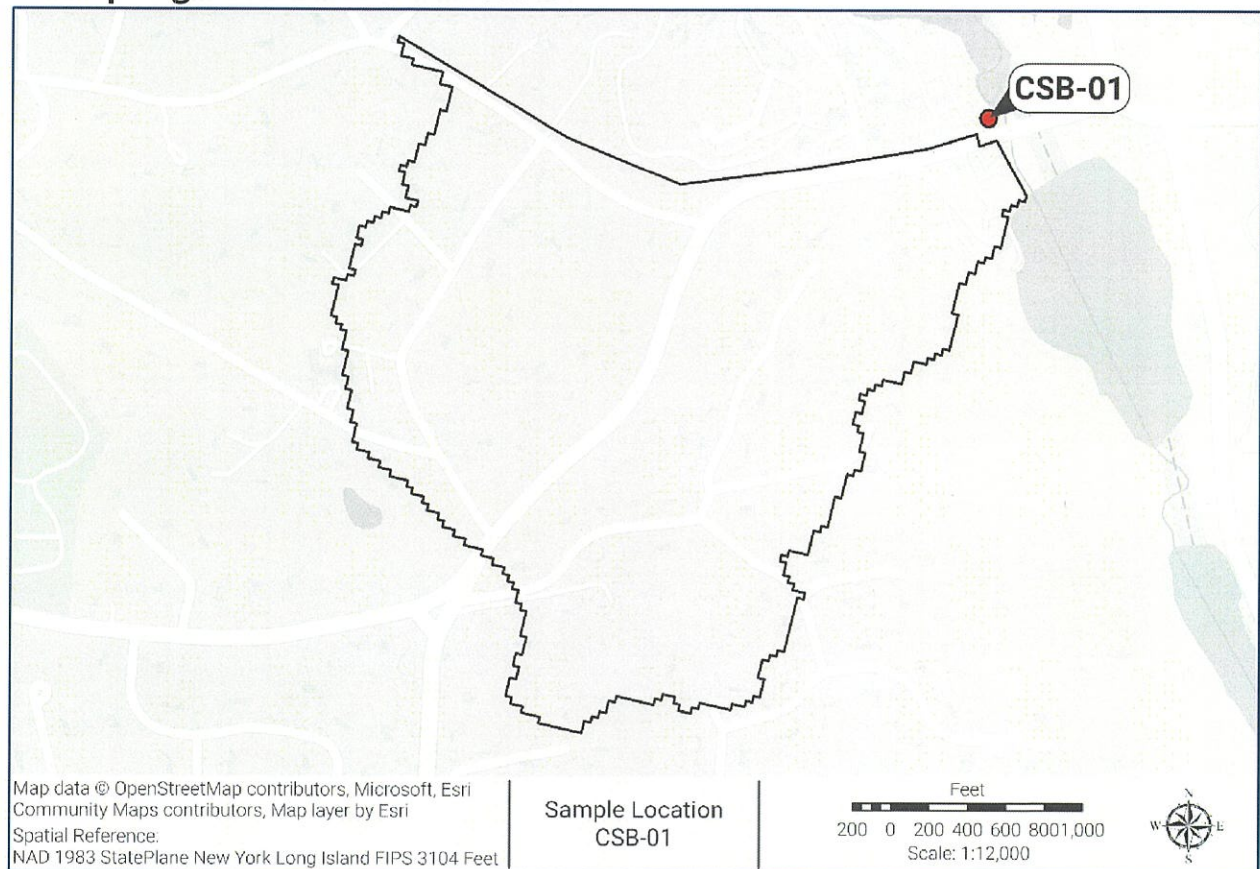 CSB-01
Map data © OpenStreetMap contributors, Microsoft, Esri
Community Maps contributors, Map layer by Esri
Spatial Reference:
NAD 1983 StatePlane New York Long Island FIPS 3104 Feet
Sample Location
CSB-01
Feet
200 0 200 400 600 800 1,000
Scale: 1:12,000
N
W E
S